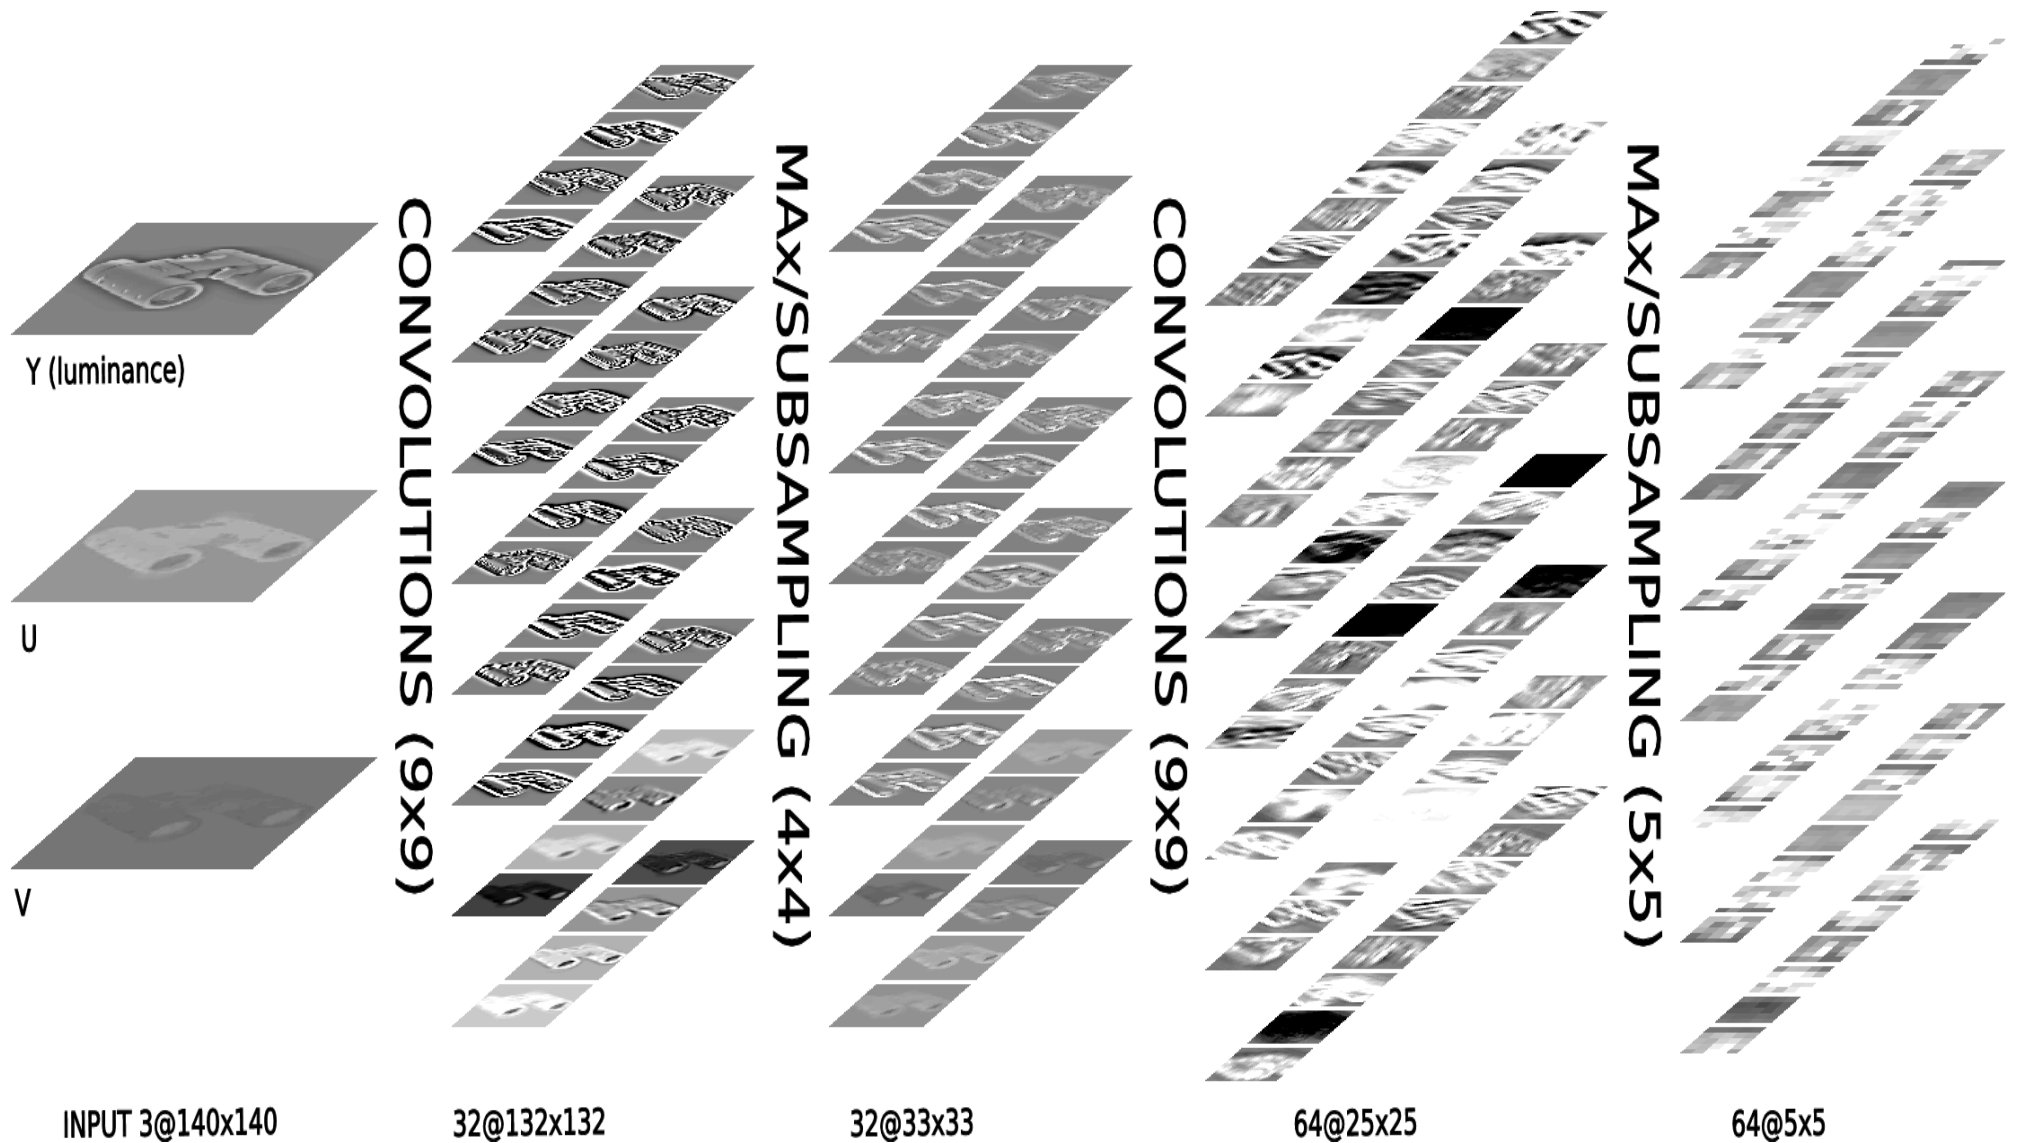 Y (luminance)
U
V
CONVOLUTIONS (9x9)
MAx/SUBSAMPLING (4x4)
CONVOLUTIONS (9x9)
MAx/SUBSAMPLING (5x5)
INPUT 3@140x140
32@132x132
32@33x33
64@25x25
64@5x5